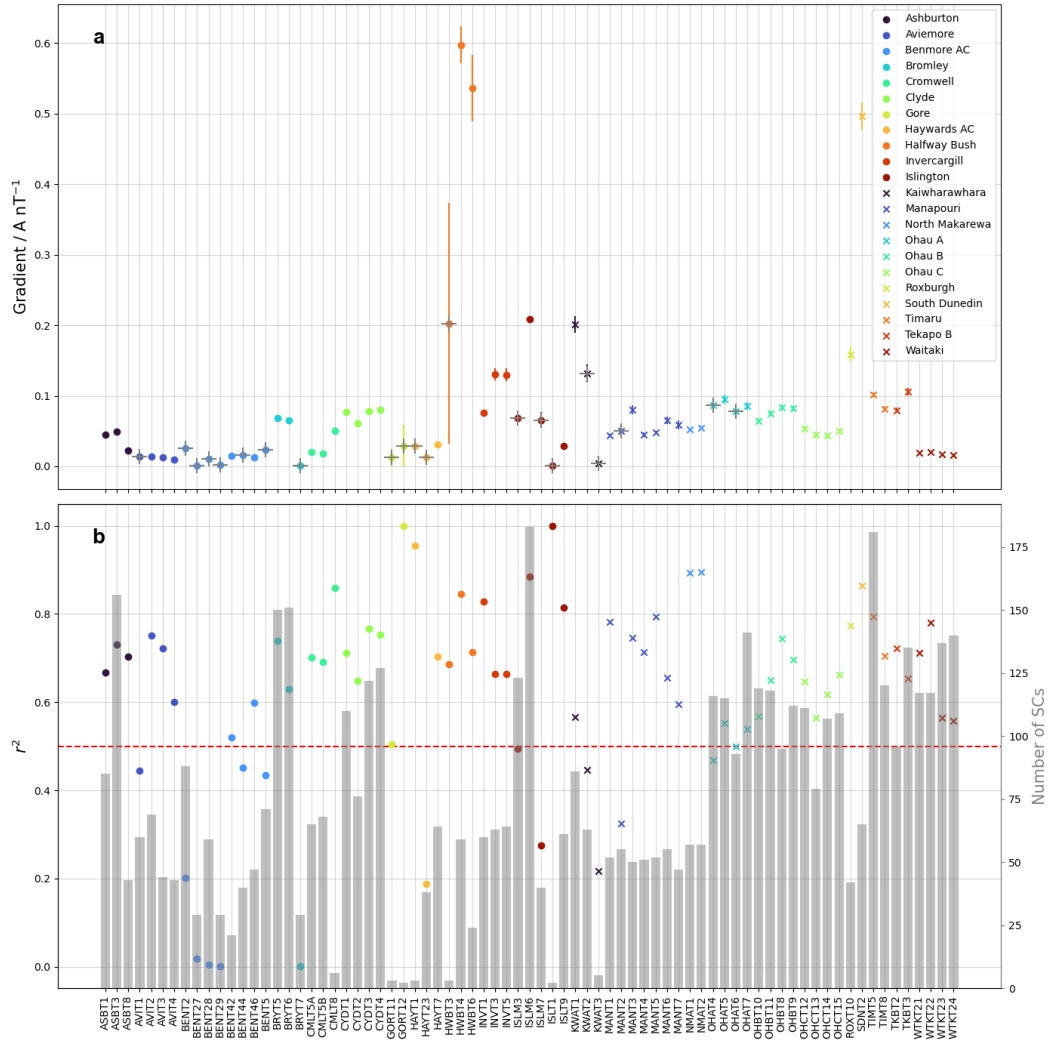 a
Gradient / A nT⁻¹
0.6
0.5
0.4
0.3
0.2
0.1
0.0
Ashburton
Aviemore
Benmore AC
Bromley
Cromwell
Clyde
Gore
Haywards AC
Halfway Bush
Invercargill
Islington
Kaiwharawhara
Manapouri
North Makarewa
Ohau A
Ohau B
Ohau C
Roxburgh
South Dunedin
Timaru
Tekapo B
Waitaki
b
r²
1.0
0.8
0.6
0.4
0.2
0.0
Number of SCs
175
150
125
100
75
50
25
0
ASBT1
ASBT3
ASBT8
AVIT1
AVIT2
AVIT3
AVIT4
BENT2
BENT27
BENT28
BENT29
BENT42
BENT44
BENT46
BENT5
BRYT5
BRYT6
BRYT7
CMLT5A
CMLT5B
CMLT8
CYDT1
CYDT2
CYDT3
CYDT4
GORT11
GORT12
HAYT1
HAYT23
HAYT7
HWBT3
HWBT4
HWBT6
INVT1
INVT3
INVT5
ISLM3
ISLM6
ISLM7
ISLT1
ISLT9
KWAT1
KWAT2
KWAT3
MANT1
MANT2
MANT3
MANT4
MANT5
MANT6
MANT7
NMAT1
NMAT2
OHAT4
OHAT5
OHAT6
OHAT7
OHBT10
OHBT11
OHBT8
OHBT9
OHCT12
OHCT13
OHCT14
OHCT15
ROXT10
SDNT2
TIMT5
TIMT8
TKBT2
TKBT3
WTKT21
WTKT22
WTKT23
WTKT24